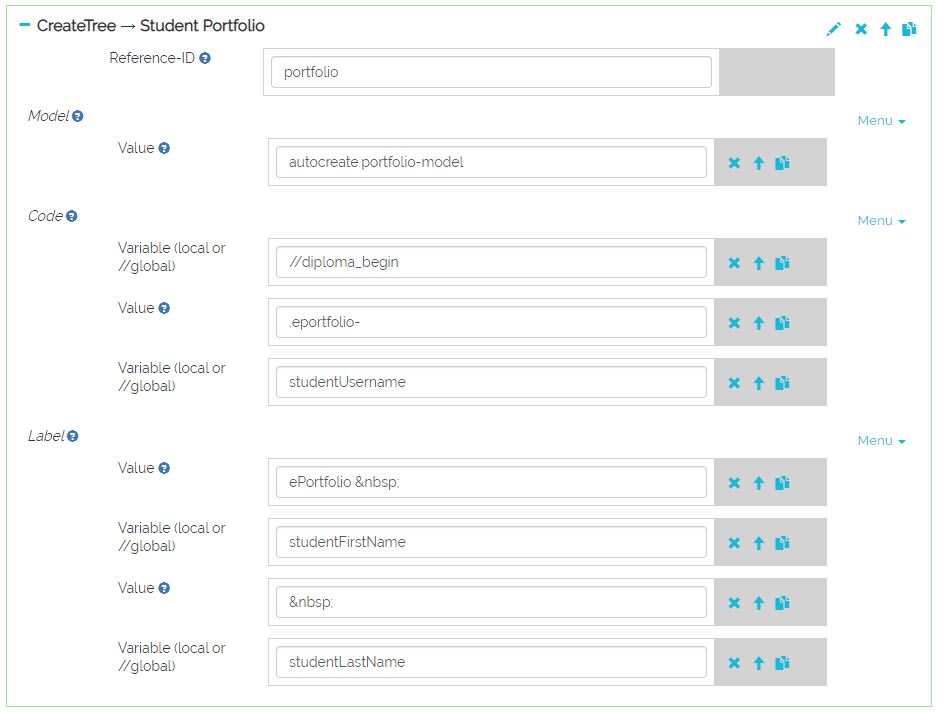 CreateTree → Student Portfolio
Reference-ID
portfolio
Model
Menu
Value
autocreate.portfolio-model
Code
Menu
Variable (local or
//global)
//diploma_begin
Value
.eportfolio-
Variable (local or
//global)
studentUsername
Label
Menu
Value
ePortfolio &nbsp;
Variable (local or
//global)
studentFirstName
Value
&nbsp;
Variable (local or
//global)
studentLastName